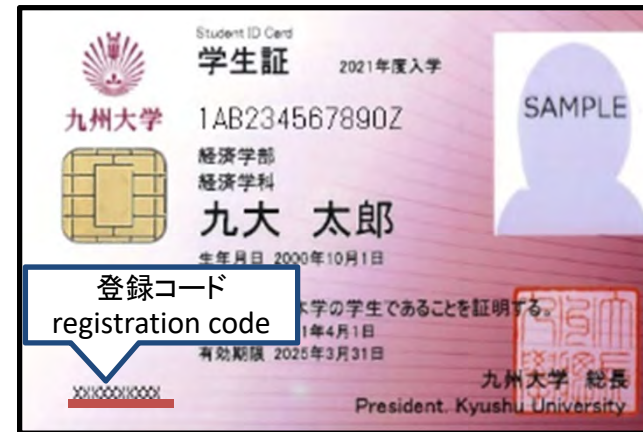 Student ID Card
学生証 2021年度入学
九州大学
1AB234567890Z
SAMPLE
経済学部
経済学科
九大 太郎
生年月日 2000年10月1日
登録コード
registration code
学の学生であることを証明する。
1年4月1日
有効期限 2025年3月31日
九州大学 総長
President. Kyushu University